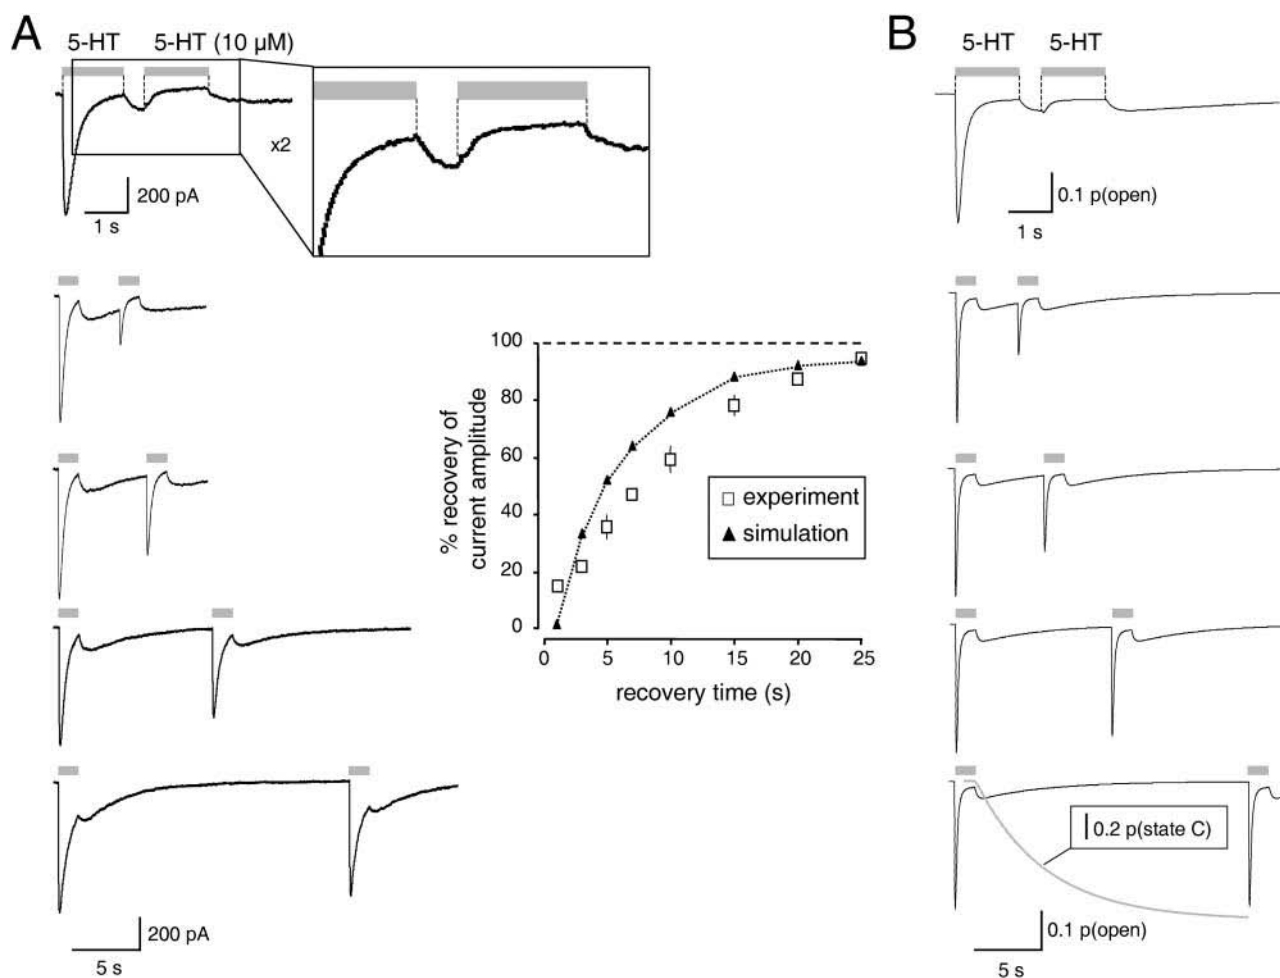 A
5-HT 5-HT (10 µM)
x2
200 pA
1 s
100
80
60
40
20
0
% recovery of
current amplitude
experiment
simulation
0 5 10 15 20 25
recovery time (s)
200 pA
5 s
B
5-HT 5-HT
0.1 p(open)
1 s
0.2 p(state C)
0.1 p(open)
5 s